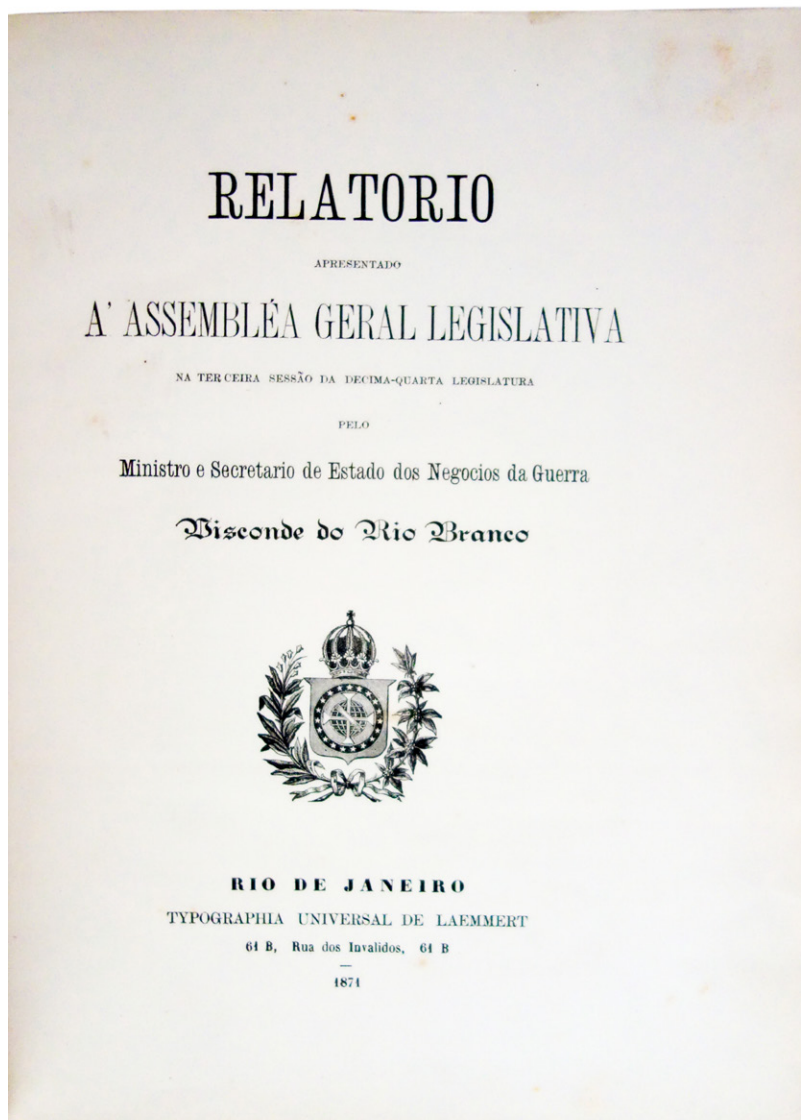 RELATORIO
APRESENTADO
A' ASSEMBLÉA GERAL LEGISLATIVA
NA TERCEIRA SESSÃO DA DECIMA-QUARTA LEGISLATURA
PELO
Ministro e Secretario de Estado dos Negocios da Guerra
Visconde do Rio Branco
RIO DE JANEIRO
TYPOGRAPHIA UNIVERSAL DE LAEMMERT
61 B, Rua dos Invalidos, 61 B
1871